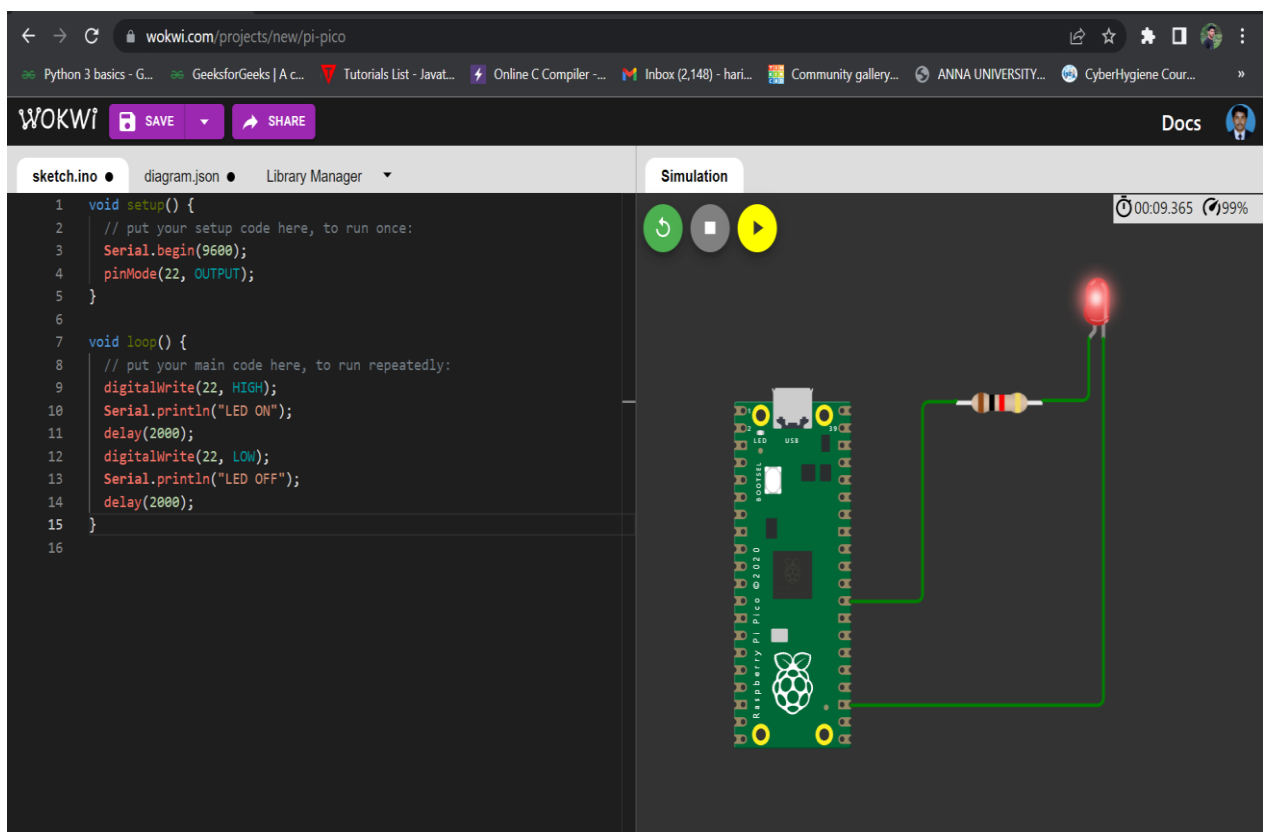 wokwi.com/projects/new/pi-pico
Python 3 basics - G... GeeksforGeeks | A c... Tutorials List - Javat... Online C Compiler -... Inbox (2,148) - hari... Community gallery... ANNA UNIVERSITY... CyberHygiene Cour... »
WOKWi SAVE SHARE Docs
sketch.ino ● diagram.json ● Library Manager Simulation
00:09.365 99%
1 void setup() {
2 // put your setup code here, to run once:
3 Serial.begin(9600);
4 pinMode(22, OUTPUT);
5 }
6
7 void loop() {
8 // put your main code here, to run repeatedly:
9 digitalWrite(22, HIGH);
10 Serial.println("LED ON");
11 delay(2000);
12 digitalWrite(22, LOW);
13 Serial.println("LED OFF");
14 delay(2000);
15 }
16
1
2 39
LED USB
BOOTSEL
Raspberry Pi Pico ©2020